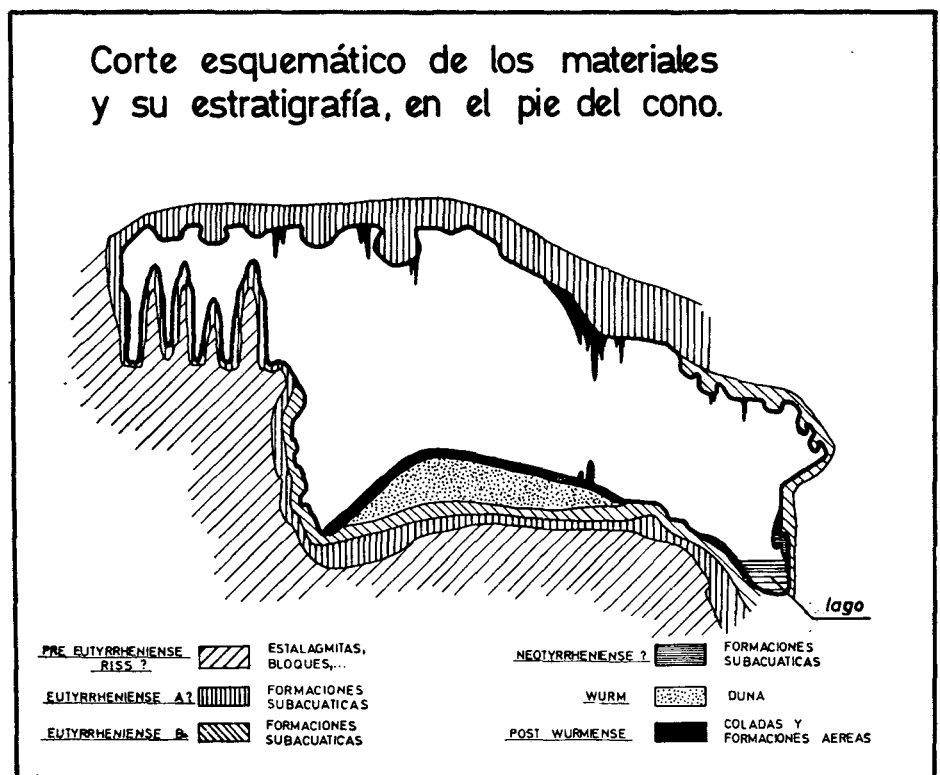 Corte esquemático de los materiales
y su estratigrafía, en el pie del cono.
lago
PRE EUTYRRHENIENSE
RISS ?
ESTALAGMITAS,
BLOQUES,...
EUTYRRHENIENSE A?
FORMACIONES
SUBACUATICAS
EUTYRRHENIENSE B
FORMACIONES
SUBACUATICAS
NEOTYRRHENIENSE ?
FORMACIONES
SUBACUATICAS
WURM
DUNA
POST WURMIENSE
COLADAS Y
FORMACIONES AEREAS